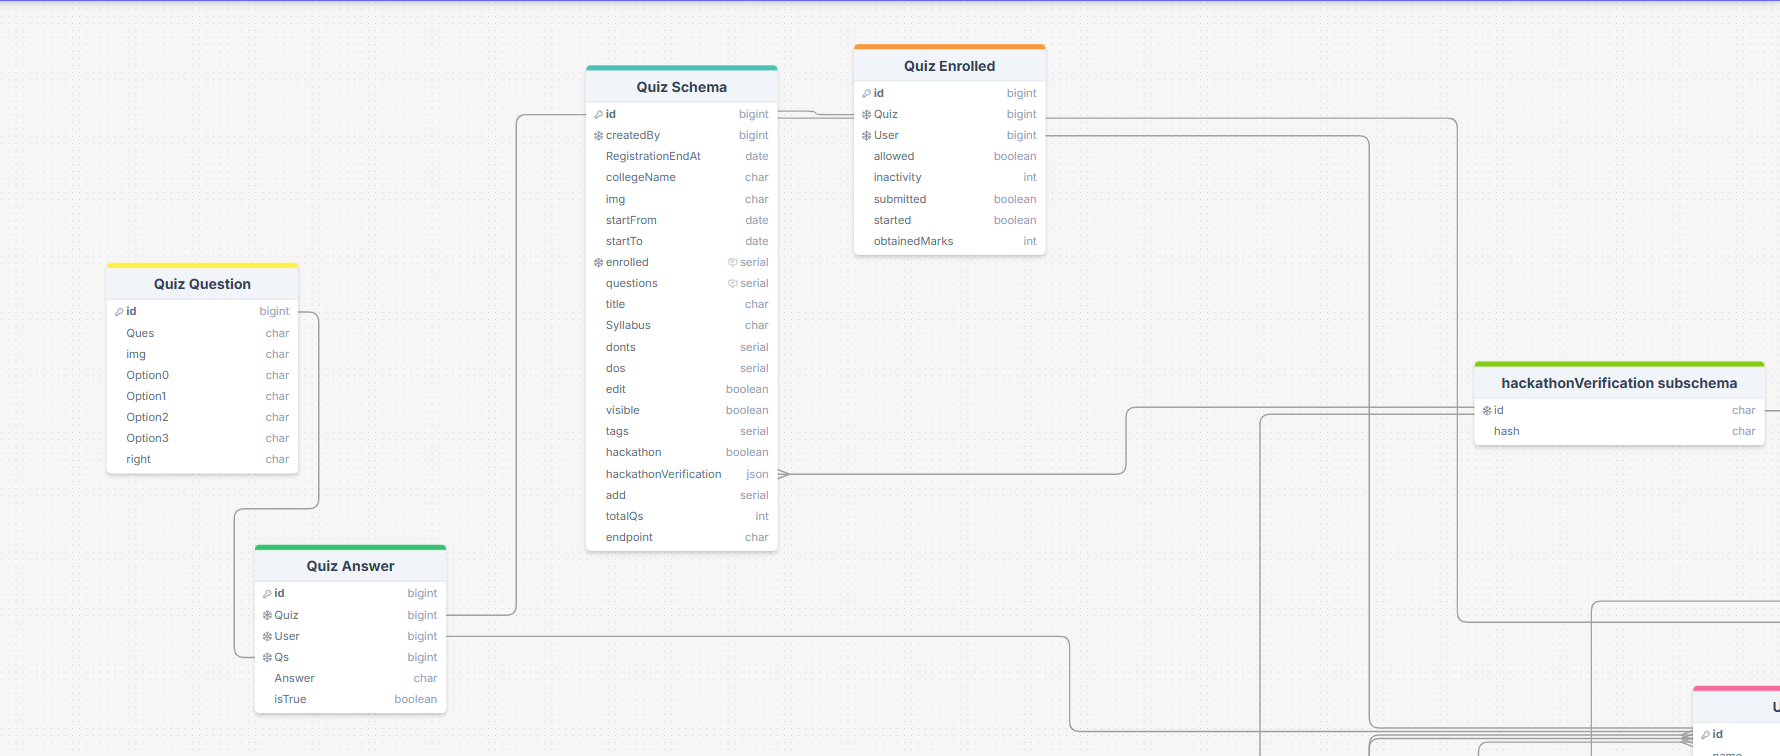 Quiz Schema
id bigint
createdBy bigint
RegistrationEndAt date
collegeName char
img char
startFrom date
startTo date
enrolled serial
questions serial
title char
Syllabus char
donts serial
dos serial
edit boolean
visible boolean
tags serial
hackathon boolean
hackathonVerification json
add serial
totalQs int
endpoint char
Quiz Enrolled
id bigint
Quiz bigint
User bigint
allowed boolean
inactivity int
submitted boolean
started boolean
obtainedMarks int
Quiz Question
id bigint
Ques char
img char
Option0 char
Option1 char
Option2 char
Option3 char
right char
hackathonVerification subschema
id char
hash char
Quiz Answer
id bigint
Quiz bigint
User bigint
Qs bigint
Answer char
isTrue boolean
id